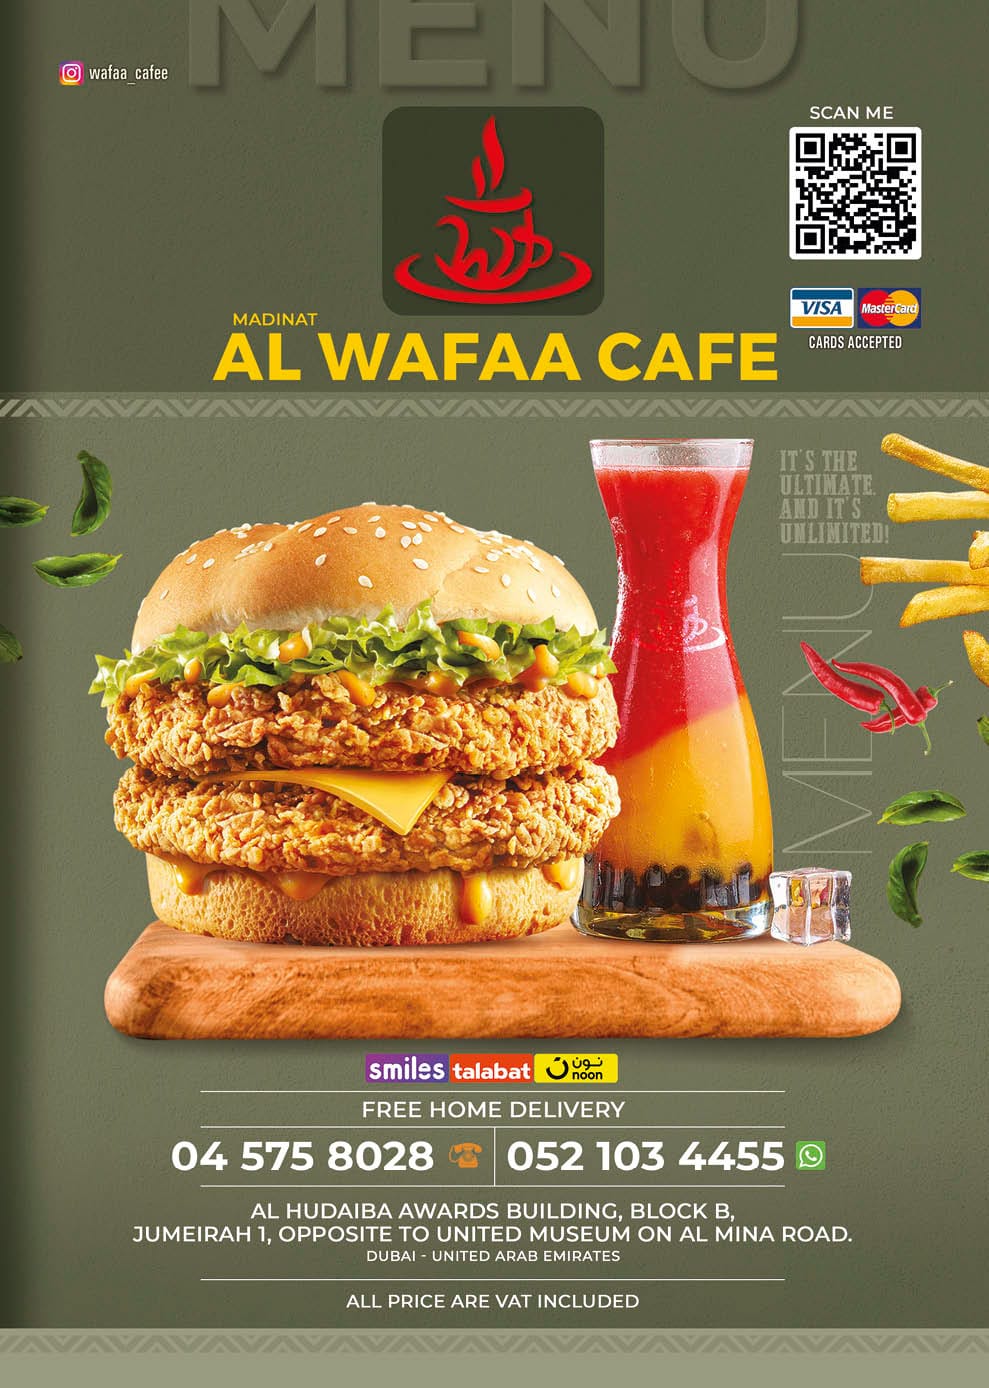 MENU
wafaa_cafee
SCAN ME
VISA
MasterCard
CARDS ACCEPTED
MADINAT
AL WAFAA CAFE
IT'S THE
ULTIMATE.
AND IT'S
UNLIMITED!
MENU
smiles talabat نون noon
FREE HOME DELIVERY
04 575 8028 052 103 4455
AL HUDAIBA AWARDS BUILDING, BLOCK B,
JUMEIRAH 1, OPPOSITE TO UNITED MUSEUM ON AL MINA ROAD.
DUBAI - UNITED ARAB EMIRATES
ALL PRICE ARE VAT INCLUDED